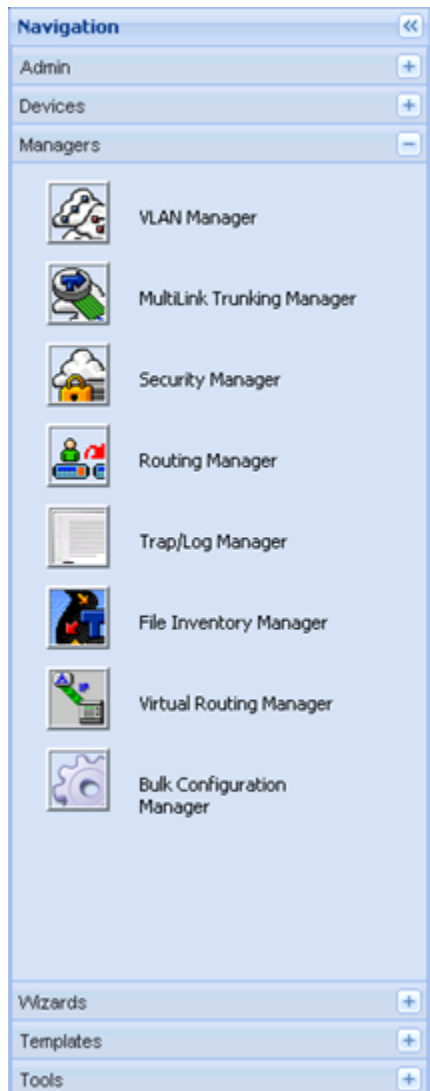 Navigation
Admin
Devices
Managers
VLAN Manager
MultiLink Trunking Manager
Security Manager
Routing Manager
Trap/Log Manager
File Inventory Manager
Virtual Routing Manager
Bulk Configuration
Manager
Wizards
Templates
Tools